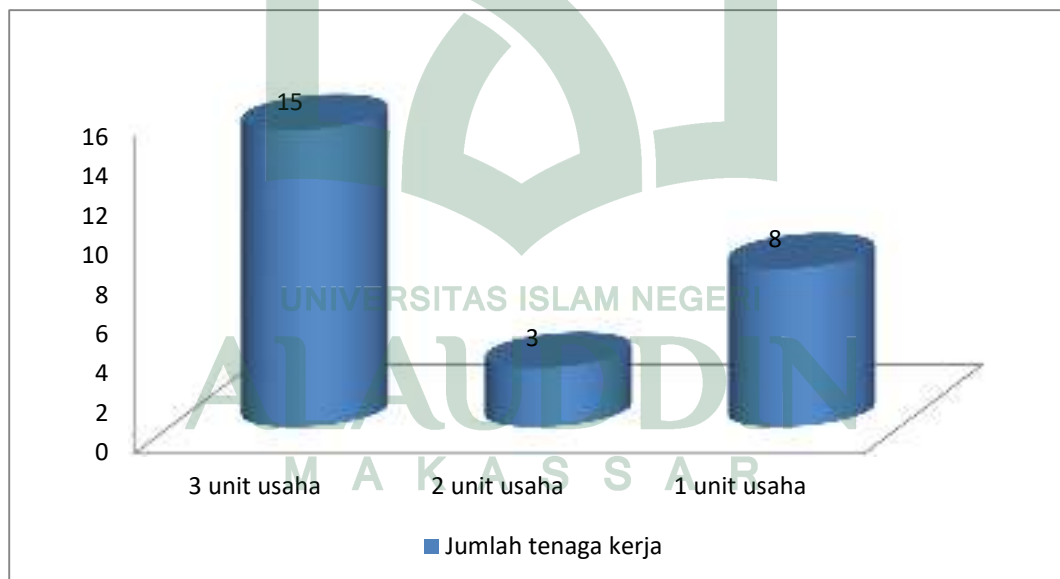 15
16
14
12
10
8
6
4
2
0
3
8
UNIVERSITAS ISLAM NEGERI
ALAUDDIN
MAKASSAR
3 unit usaha
2 unit usaha
1 unit usaha
Jumlah tenaga kerja